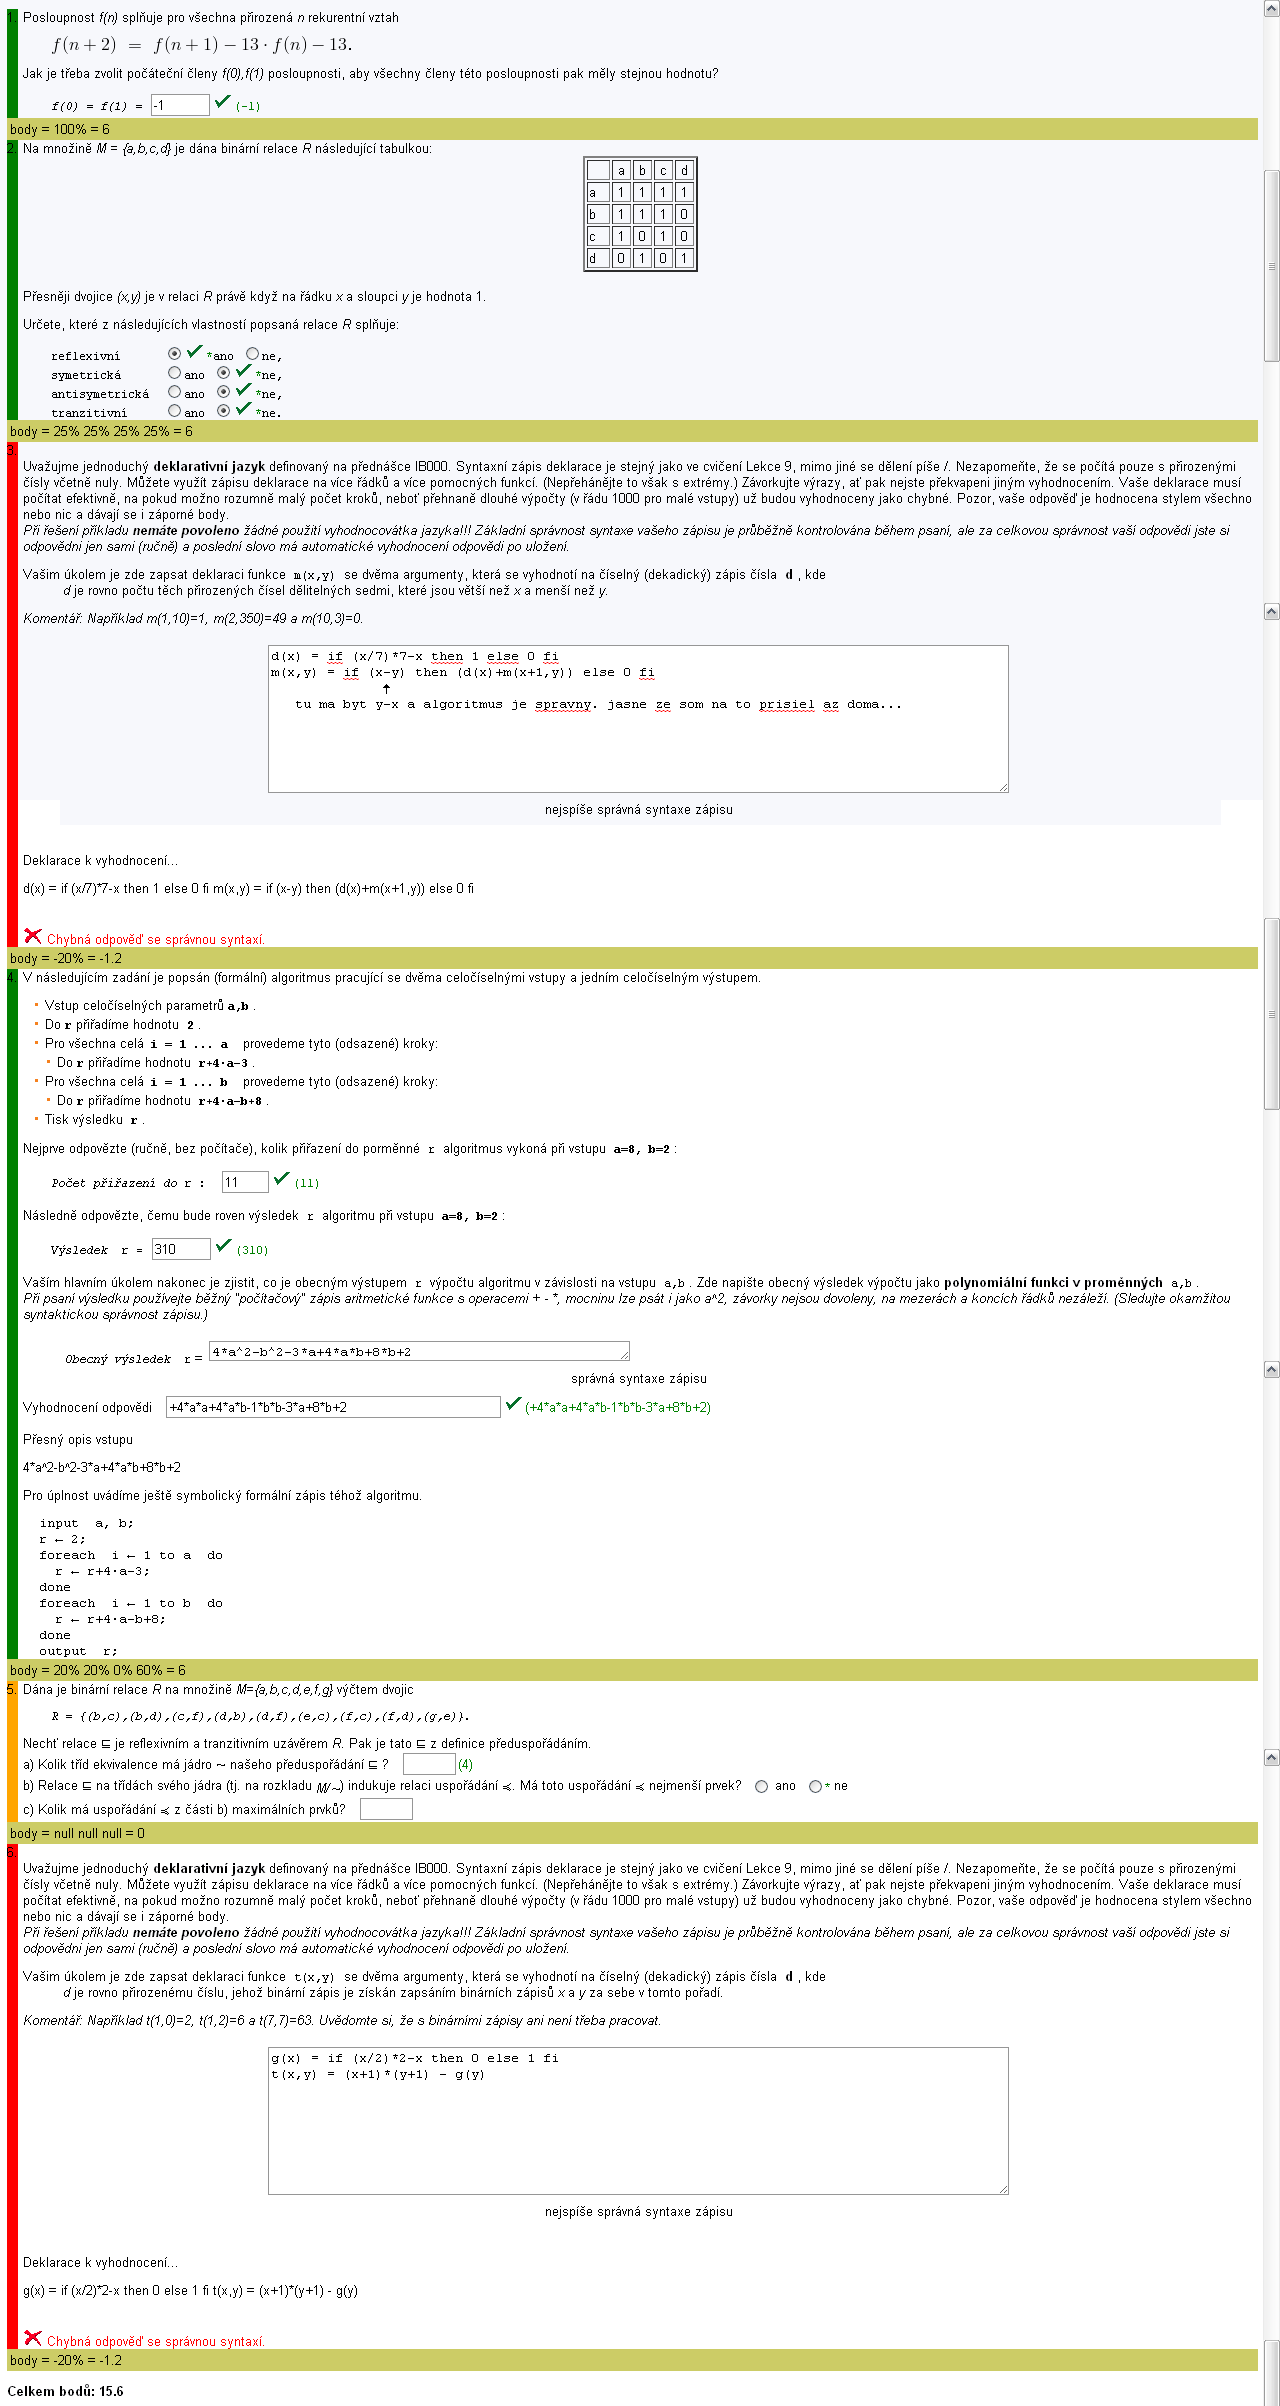 1. Posloupnost f(n) splňuje pro všechna přirozená n rekurentní vztah
f(n+2) = f(n+1) − 13 · f(n) − 13.
Jak je třeba zvolit počáteční členy f(0),f(1) posloupnosti, aby všechny členy této posloupnosti pak měly stejnou hodnotu?
f(0) = f(1) = -1 (-1)
body = 100% = 6
2. Na množině M = {a,b,c,d} je dána binární relace R následující tabulkou:
a b c d
a 1 1 1 1
b 1 1 1 0
c 1 0 1 0
d 0 1 0 1
Přesněji dvojice (x,y) je v relaci R právě když na řádku x a sloupci y je hodnota 1.
Určete, které z následujících vlastností popsaná relace R splňuje:
reflexivní *ano ne,
symetrická ano *ne,
antisymetrická ano *ne,
tranzitivní ano *ne.
body = 25% 25% 25% 25% = 6
3.
Uvažujme jednoduchý deklarativní jazyk definovaný na přednášce IB000. Syntaxní zápis deklarace je stejný jako ve cvičení Lekce 9, mimo jiné se dělení píše /. Nezapomeňte, že se počítá pouze s přirozenými
čísly včetně nuly. Můžete využít zápisu deklarace na více řádků a více pomocných funkcí. (Nepřehánějte to však s extrémy.) Závorkujte výrazy, ať pak nejste překvapeni jiným vyhodnocením. Vaše deklarace musí
počítat efektivně, na pokud možno rozumně malý počet kroků, neboť přehnaně dlouhé výpočty (v řádu 1000 pro malé vstupy) už budou vyhodnoceny jako chybné. Pozor, vaše odpověď je hodnocena stylem všechno
nebo nic a dávají se i záporné body.
Při řešení příkladu nemáte povoleno žádné použití vyhodnocovátka jazyka!!! Základní správnost syntaxe vašeho zápisu je průběžně kontrolována během psaní, ale za celkovou správnost vaší odpovědi jste si
odpovědni jen sami (ručně) a poslední slovo má automatické vyhodnocení odpovědi po uložení.
Vašim úkolem je zde zapsat deklaraci funkce m(x,y) se dvěma argumenty, která se vyhodnotí na číselný (dekadický) zápis čísla d , kde
d je rovno počtu těch přirozených čísel dělitelných sedmi, které jsou větší než x a menší než y.
Komentář: Například m(1,10)=1, m(2,350)=49 a m(10,3)=0.
d(x) = if (x/7)*7-x then 1 else 0 fi
m(x,y) = if (x-y) then (d(x)+m(x+1,y)) else 0 fi
tu ma byt y-x a algoritmus je spravny. jasne ze som na to prisiel az doma...
nejspíše správná syntaxe zápisu
Deklarace k vyhodnocení...
d(x) = if (x/7)*7-x then 1 else 0 fi m(x,y) = if (x-y) then (d(x)+m(x+1,y)) else 0 fi
Chybná odpověď se správnou syntaxí.
body = -20% = -1.2
4. V následujícím zadání je popsán (formální) algoritmus pracující se dvěma celočíselnými vstupy a jedním celočíselným výstupem.
Vstup celočíselných parametrů a,b .
Do r přiřadíme hodnotu 2 .
Pro všechna celá i = 1 ... a provedeme tyto (odsazené) kroky:
Do r přiřadíme hodnotu r+4·a-3 .
Pro všechna celá i = 1 ... b provedeme tyto (odsazené) kroky:
Do r přiřadíme hodnotu r+4·a-b+8 .
Tisk výsledku r .
Nejprve odpovězte (ručně, bez počítače), kolik přiřazení do porměnné r algoritmus vykoná při vstupu a=8, b=2 :
Počet přiřazení do r : 11 (11)
Následně odpovězte, čemu bude roven výsledek r algoritmu při vstupu a=8, b=2 :
Výsledek r = 310 (310)
Vaším hlavním úkolem nakonec je zjistit, co je obecným výstupem r výpočtu algoritmu v závislosti na vstupu a,b . Zde napište obecný výsledek výpočtu jako polynomiální funkci v proměnných a,b .
Při psaní výsledku používejte běžný "počítačový" zápis aritmetické funkce s operacemi + - *, mocninu lze psát i jako a^2, závorky nejsou dovoleny, na mezerách a koncích řádků nezáleží. (Sledujte okamžitou
syntaktickou správnost zápisu.)
Obecný výsledek r = 4*a^2-b^2-3*a+4*a*b+8*b+2
správná syntaxe zápisu
Vyhodnocení odpovědi +4*a*a+4*a*b-1*b*b-3*a+8*b+2 (+4*a*a+4*a*b-1*b*b-3*a+8*b+2)
Přesný opis vstupu
4*a^2-b^2-3*a+4*a*b+8*b+2
Pro úplnost uvádíme ještě symbolický formální zápis téhož algoritmu.
input a, b;
r ← 2;
foreach i ← 1 to a do
r ← r+4·a-3;
done
foreach i ← 1 to b do
r ← r+4·a-b+8;
done
output r;
body = 20% 20% 0% 60% = 6
5. Dána je binární relace R na množině M={a,b,c,d,e,f,g} výčtem dvojic
R = {(b,c),(b,d),(c,f),(d,b),(d,f),(e,c),(f,c),(f,d),(g,e)}.
Nechť relace ⊑ je reflexivním a tranzitivním uzávěrem R. Pak je tato ⊑ z definice předuspořádáním.
a) Kolik tříd ekvivalence má jádro ~ našeho předuspořádání ⊑ ? (4)
b) Relace ⊑ na třídách svého jádra (tj. na rozkladu M/~) indukuje relaci uspořádání ≼. Má toto uspořádání ≼ nejmenší prvek? ano * ne
c) Kolik má uspořádání ≼ z části b) maximálních prvků?
body = null null null = 0
6.
Uvažujme jednoduchý deklarativní jazyk definovaný na přednášce IB000. Syntaxní zápis deklarace je stejný jako ve cvičení Lekce 9, mimo jiné se dělení píše /. Nezapomeňte, že se počítá pouze s přirozenými
čísly včetně nuly. Můžete využít zápisu deklarace na více řádků a více pomocných funkcí. (Nepřehánějte to však s extrémy.) Závorkujte výrazy, ať pak nejste překvapeni jiným vyhodnocením. Vaše deklarace musí
počítat efektivně, na pokud možno rozumně malý počet kroků, neboť přehnaně dlouhé výpočty (v řádu 1000 pro malé vstupy) už budou vyhodnoceny jako chybné. Pozor, vaše odpověď je hodnocena stylem všechno
nebo nic a dávají se i záporné body.
Při řešení příkladu nemáte povoleno žádné použití vyhodnocovátka jazyka!!! Základní správnost syntaxe vašeho zápisu je průběžně kontrolována během psaní, ale za celkovou správnost vaší odpovědi jste si
odpovědni jen sami (ručně) a poslední slovo má automatické vyhodnocení odpovědi po uložení.
Vašim úkolem je zde zapsat deklaraci funkce t(x,y) se dvěma argumenty, která se vyhodnotí na číselný (dekadický) zápis čísla d , kde
d je rovno přirozenému číslu, jehož binární zápis je získán zapsáním binárních zápisů x a y za sebe v tomto pořadí.
Komentář: Například t(1,0)=2, t(1,2)=6 a t(7,7)=63. Uvědomte si, že s binárními zápisy ani není třeba pracovat.
g(x) = if (x/2)*2-x then 0 else 1 fi
t(x,y) = (x+1)*(y+1) - g(y)
nejspíše správná syntaxe zápisu
Deklarace k vyhodnocení...
g(x) = if (x/2)*2-x then 0 else 1 fi t(x,y) = (x+1)*(y+1) - g(y)
Chybná odpověď se správnou syntaxí.
body = -20% = -1.2
Celkem bodů: 15.6